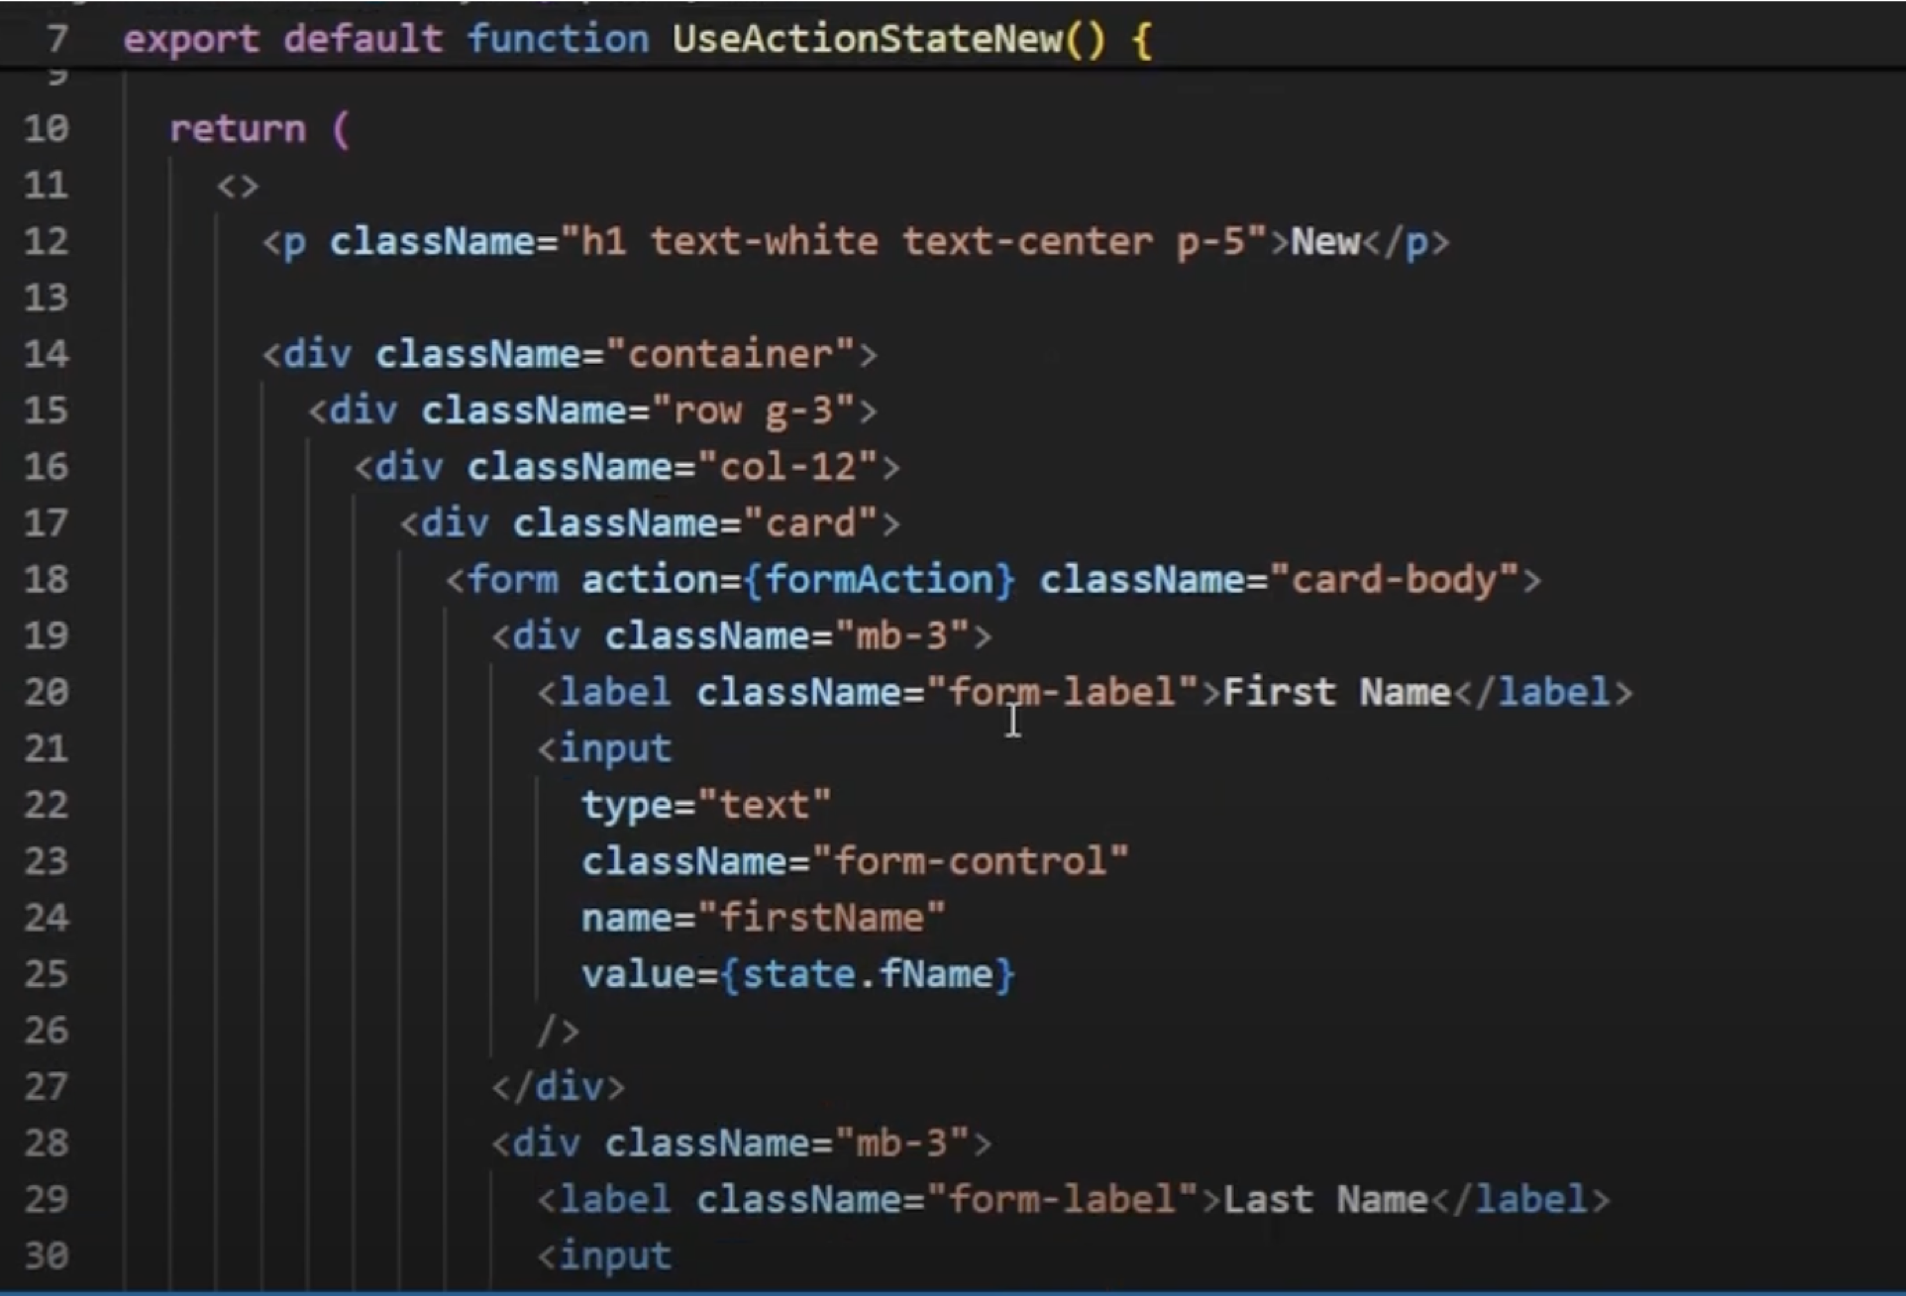 7 export default function UseActionStateNew() {
9
10 return (
11 <>
12 <p className="h1 text-white text-center p-5">New</p>
13
14 <div className="container">
15 <div className="row g-3">
16 <div className="col-12">
17 <div className="card">
18 <form action={formAction} className="card-body">
19 <div className="mb-3">
20 <label className="form-label">First Name</label>
21 <input
22 type="text"
23 className="form-control"
24 name="firstName"
25 value={state.fName}
26 />
27 </div>
28 <div className="mb-3">
29 <label className="form-label">Last Name</label>
30 <input